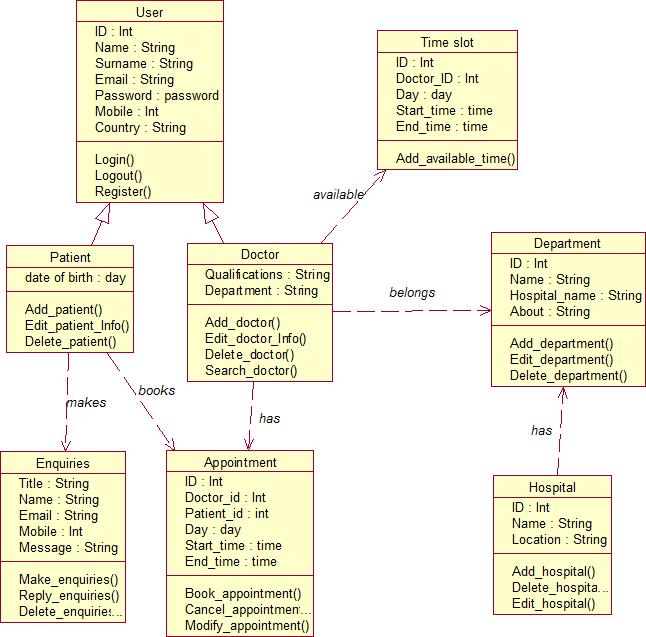 User
ID : Int
Name : String
Surname : String
Email : String
Password : password
Mobile : Int
Country : String
Login()
Logout()
Register()
Time slot
ID : Int
Doctor_ID : Int
Day : day
Start_time : time
End_time : time
Add_available_time()
available
Patient
date of birth : day
Add_patient()
Edit_patient_Info()
Delete_patient()
Doctor
Qualifications : String
Department : String
Add_doctor()
Edit_doctor_Info()
Delete_doctor()
Search_doctor()
belongs
Department
ID : Int
Name : String
Hospital_name : String
About : String
Add_department()
Edit_department()
Delete_department()
makes
books
has
has
Enquiries
Title : String
Name : String
Email : String
Mobile : Int
Message : String
Make_enquiries()
Reply_enquiries()
Delete_enquiries...
Appointment
ID : Int
Doctor_id : Int
Patient_id : int
Day : day
Start_time : time
End_time : time
Book_appointment()
Cancel_appointment...
Modify_appointment()
Hospital
ID : Int
Name : String
Location : String
Add_hospital()
Delete_hospita...
Edit_hospital()